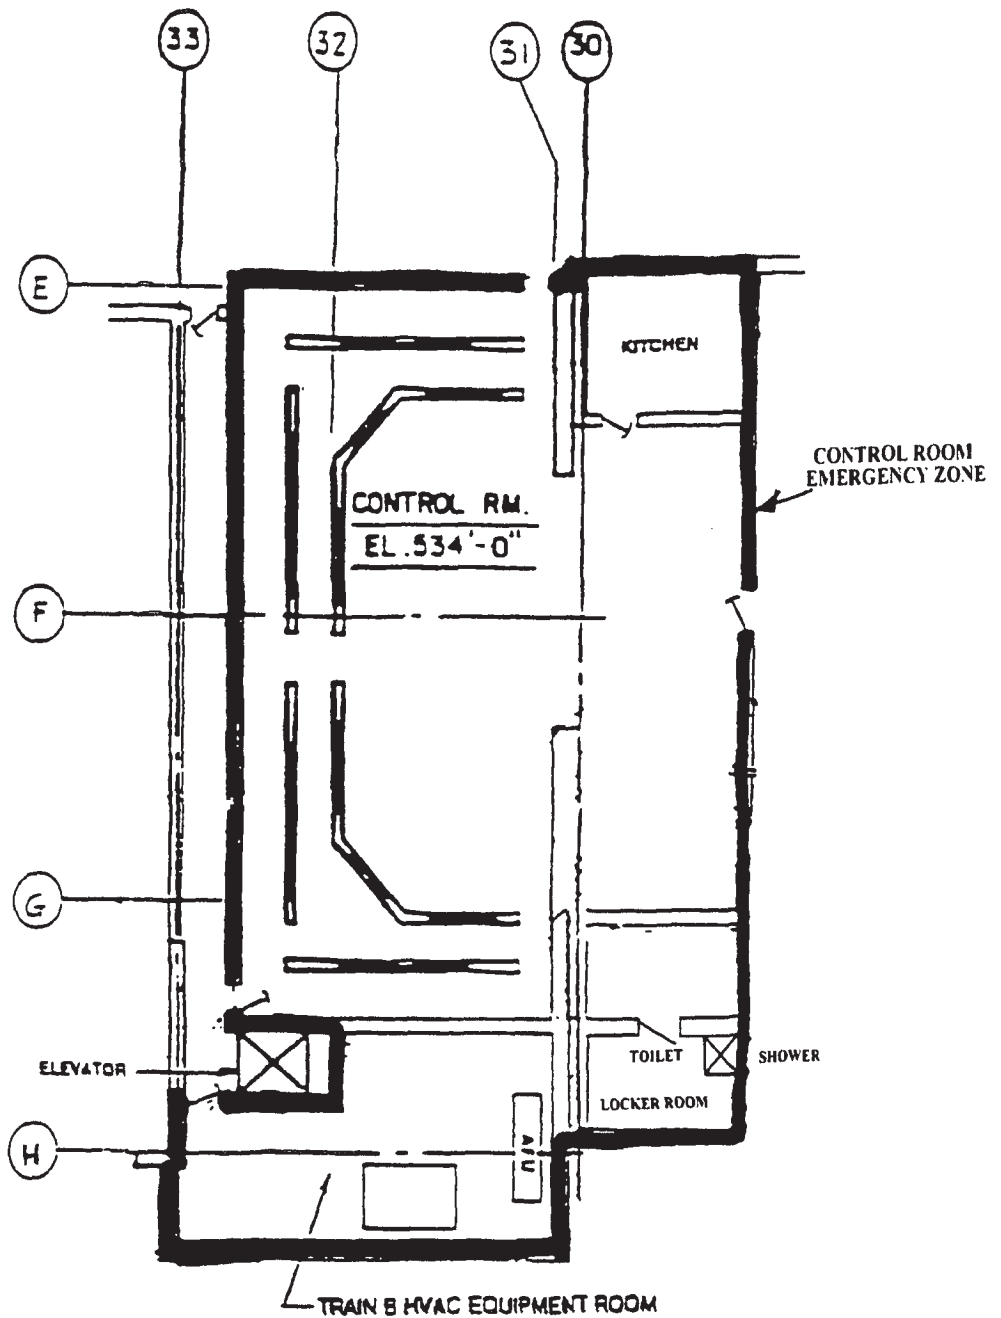 33
32
31
30
E
KITCHEN
CONTROL ROOM
EMERGENCY ZONE
CONTROL RM.
EL.534'-0"
F
G
ELEVATOR
TOILET
SHOWER
LOCKER ROOM
H
TRAIN B HVAC EQUIPMENT ROOM